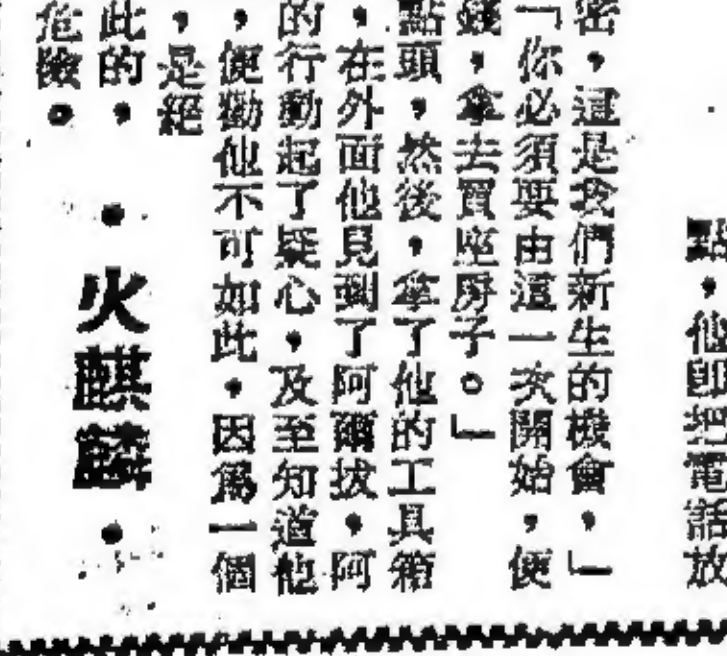 點，他即把電話放
密，這是我們新生的機會，」
「你必須要由這一次開始，便
錢，拿去買座房子。」
點頭，然後，拿了他的工具箱
，在外面他見到了阿爾拔，阿
的行動起了疑心，及至知道他
，便勸他不可如此，因為一個
，是絕
此的，
危險。
•火麒麟•